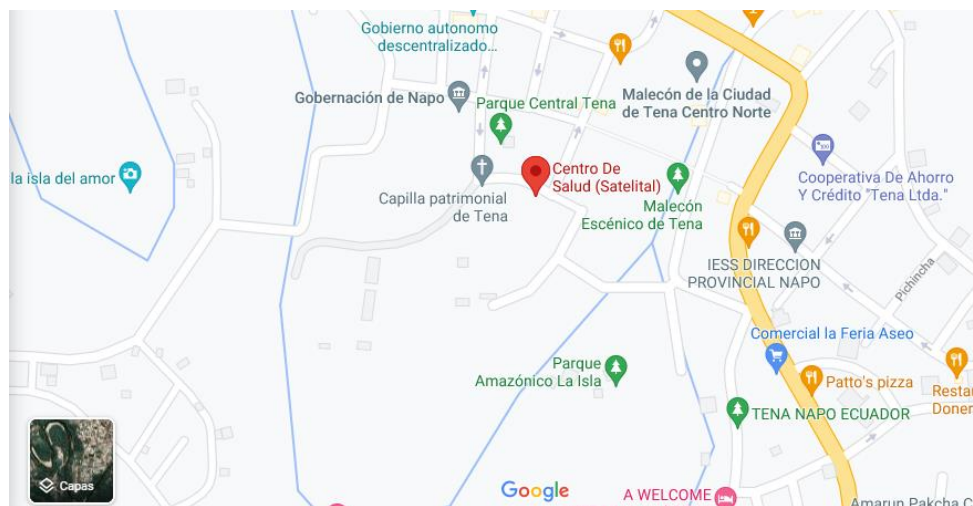 Gobierno autonomo
descentralizado...
Gobernación de Napo
Malecón de la Ciudad
de Tena Centro Norte
Parque Central Tena
la isla del amor
Centro De
Salud (Satelital)
Cooperativa De Ahorro
Y Crédito "Tena Ltda."
Capilla patrimonial
de Tena
Malecón
Escénico de Tena
IESS DIRECCION
PROVINCIAL NAPO
Pichincha
Comercial la Feria Aseo
Parque
Amazónico La Isla
Patto's pizza
Restau
Doner
TENA NAPO ECUADOR
Capas
Google
A WELCOME
Amarun Pakcha C